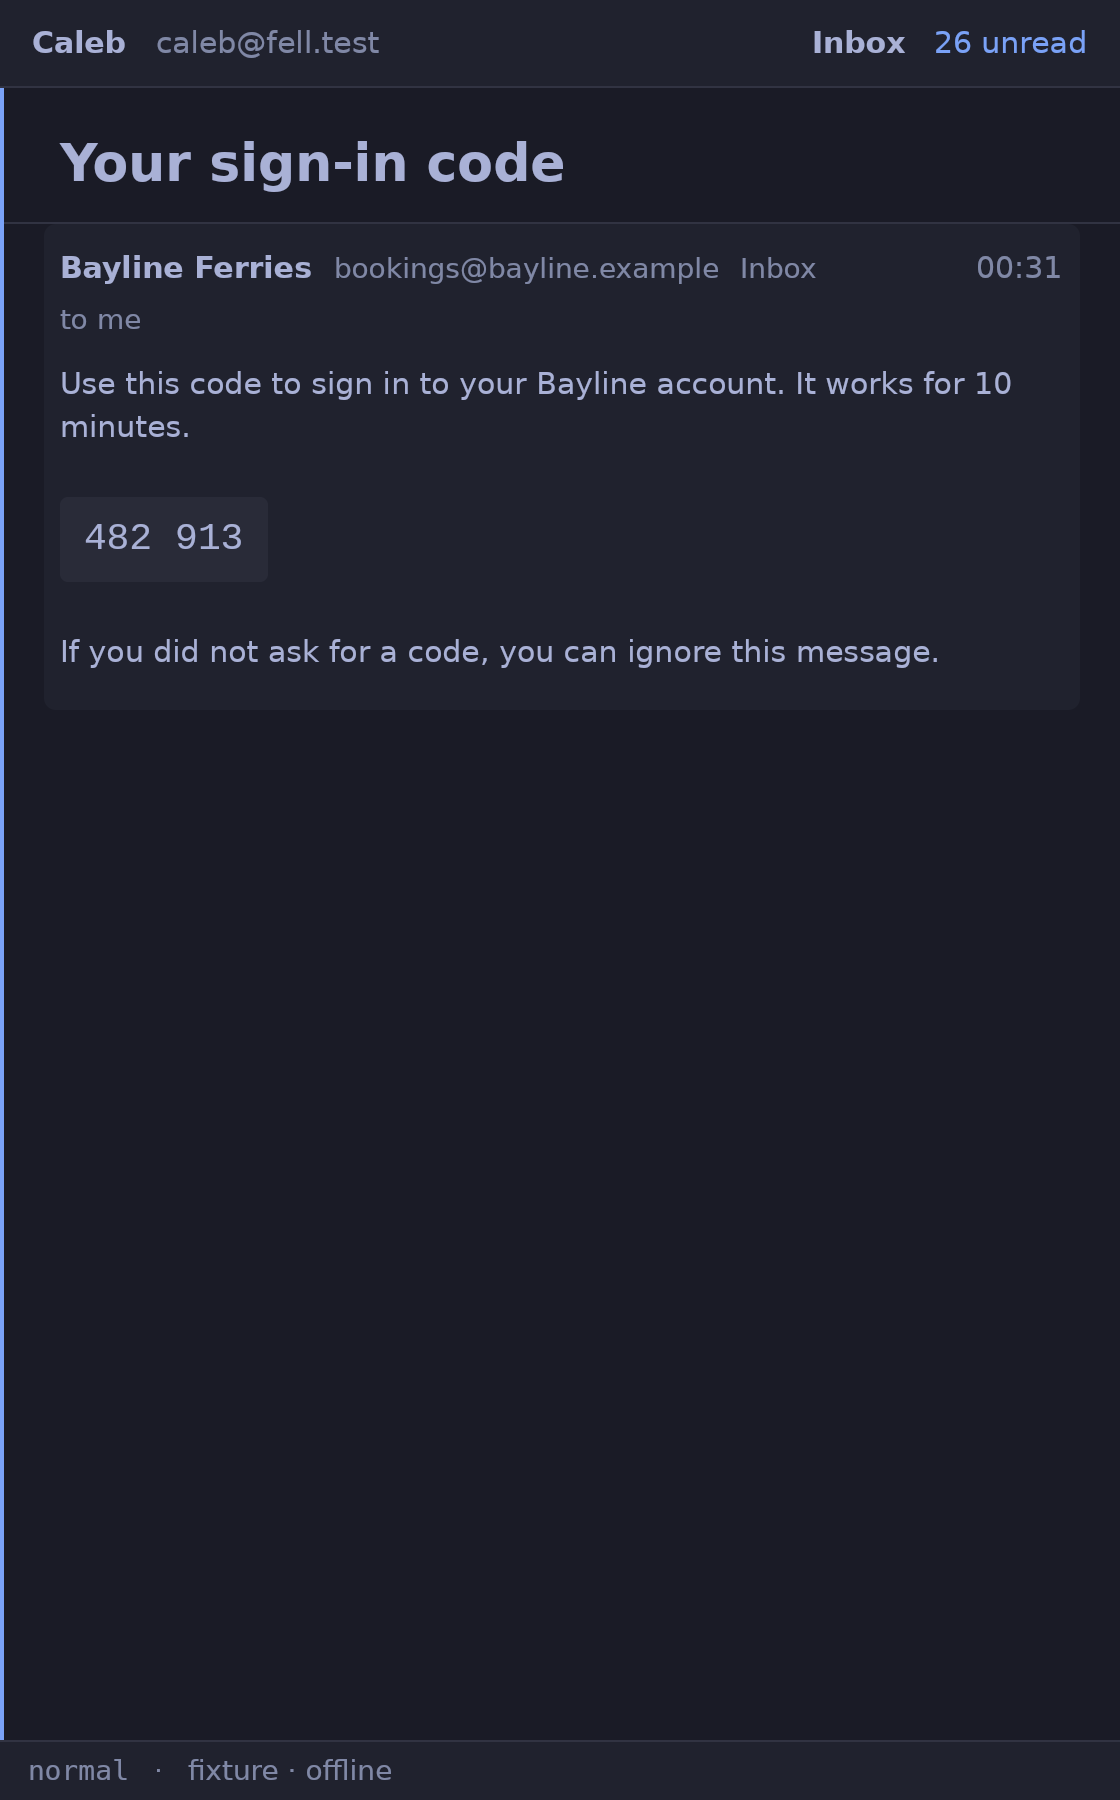 Caleb caleb@fell.test Inbox 26 unread
Your sign-in code
Bayline Ferries bookings@bayline.example Inbox 00:31
to me
Use this code to sign in to your Bayline account. It works for 10
minutes.
482 913
If you did not ask for a code, you can ignore this message.
normal · fixture · offline